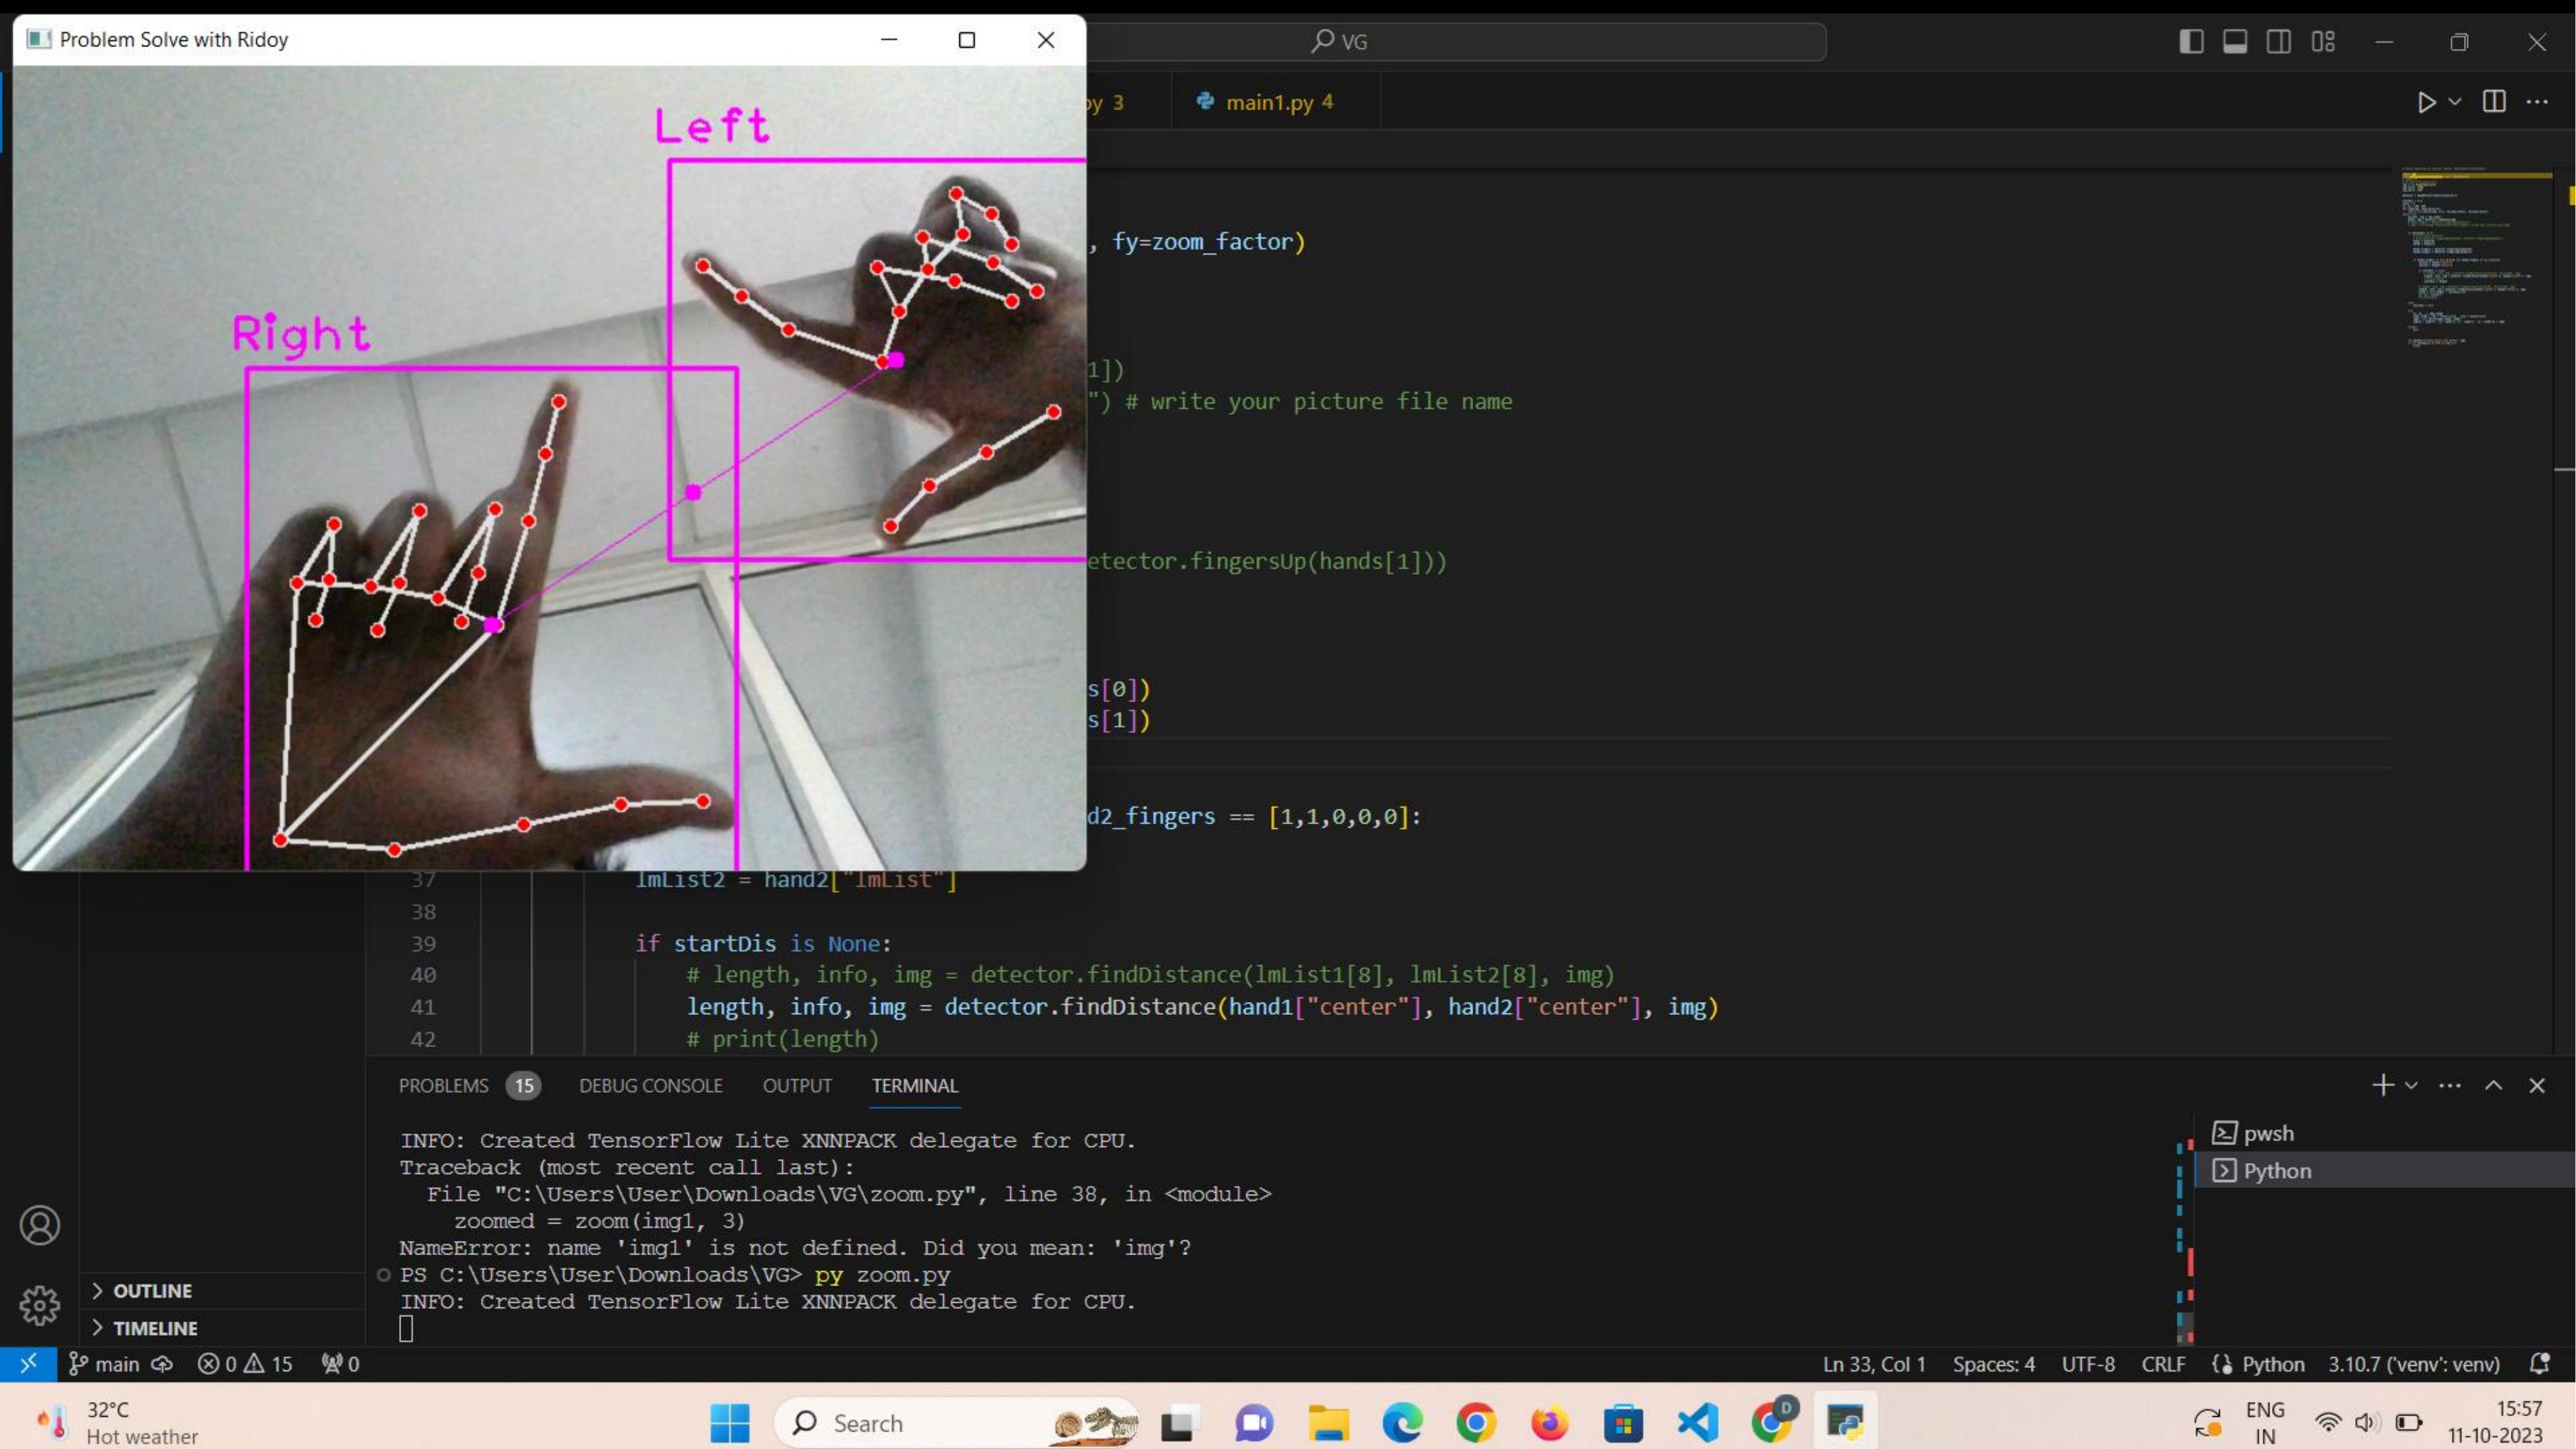 Problem Solve with Ridoy
VG
Left
Right
py 3
main1.py 4
, fy=zoom_factor)
1])
") # write your picture file name
etector.fingersUp(hands[1]))
s[0])
s[1])
d2_fingers == [1,1,0,0,0]:
37 lmList2 = hand2["lmList"]
38
39 if startDis is None:
40 # length, info, img = detector.findDistance(lmList1[8], lmList2[8], img)
41 length, info, img = detector.findDistance(hand1["center"], hand2["center"], img)
42 # print(length)
PROBLEMS 15 DEBUG CONSOLE OUTPUT TERMINAL
INFO: Created TensorFlow Lite XNNPACK delegate for CPU.
Traceback (most recent call last):
File "C:\Users\User\Downloads\VG\zoom.py", line 38, in <module>
zoomed = zoom(img1, 3)
NameError: name 'img1' is not defined. Did you mean: 'img'?
PS C:\Users\User\Downloads\VG> py zoom.py
INFO: Created TensorFlow Lite XNNPACK delegate for CPU.
pwsh
Python
OUTLINE
TIMELINE
main 0 15 0 Ln 33, Col 1 Spaces: 4 UTF-8 CRLF Python 3.10.7 ('venv': venv)
32°C
Hot weather
Search
D
ENG
IN
15:57
11-10-2023